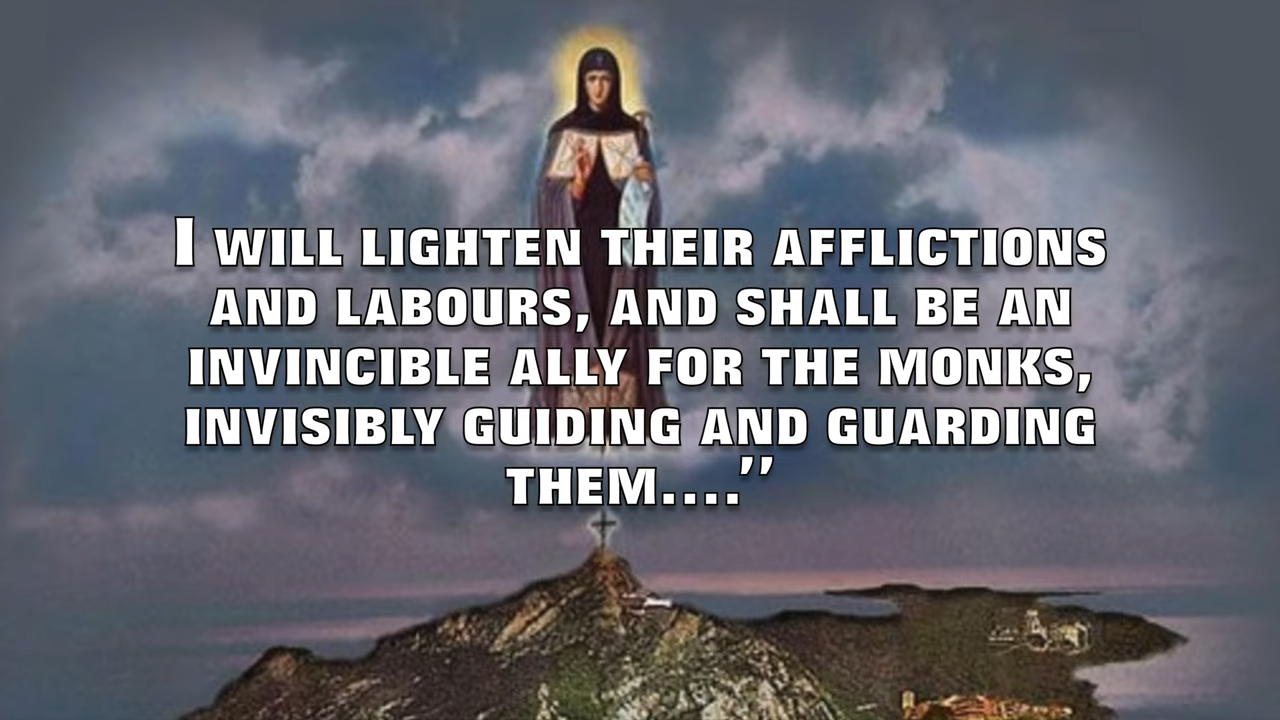 I WILL LIGHTEN THEIR AFFLICTIONS
AND LABOURS, AND SHALL BE AN
INVINCIBLE ALLY FOR THE MONKS,
INVISIBLY GUIDING AND GUARDING
THEM....’’